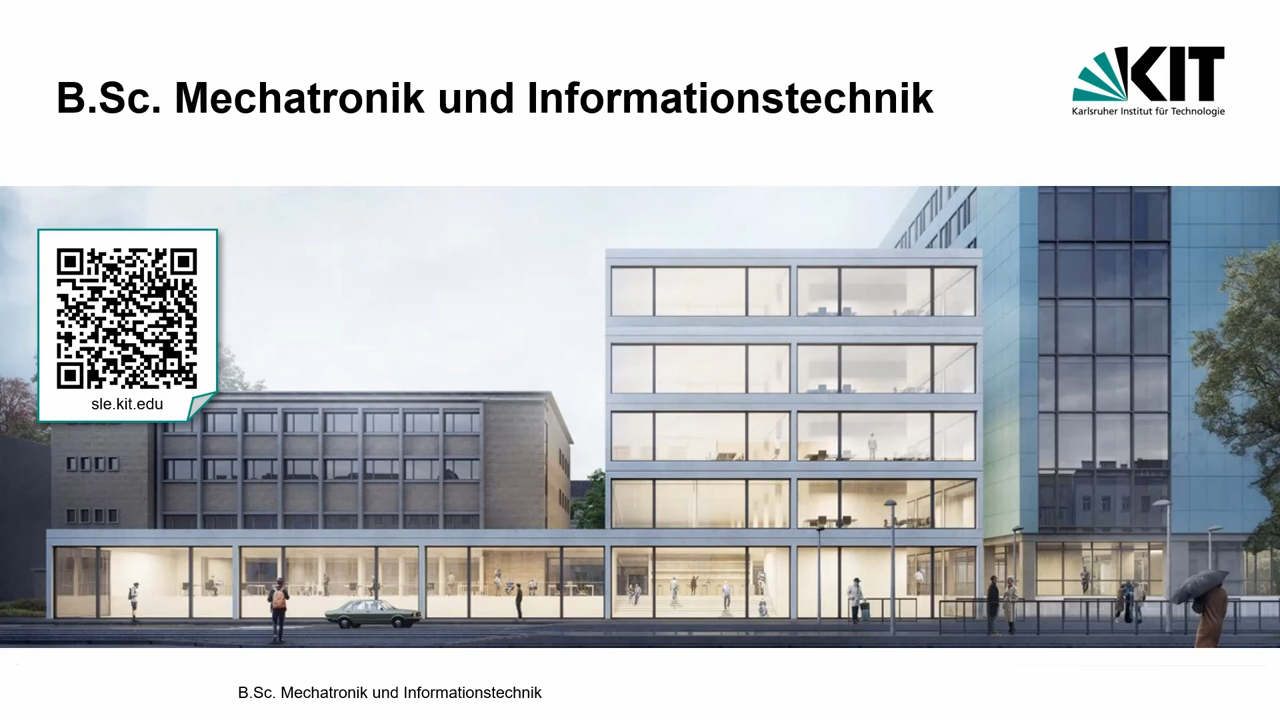 B.Sc. Mechatronik und Informationstechnik
KIT
Karlsruher Institut für Technologie
sle.kit.edu
B.Sc. Mechatronik und Informationstechnik